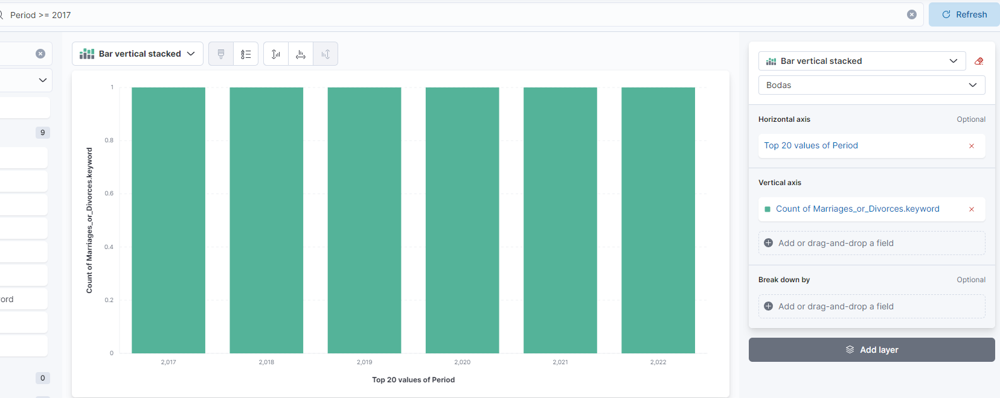 Period >= 2017
Refresh
Bar vertical stacked
9
ord
0
1
0.8
0.6
0.4
0.2
0
Count of Marriages_or_Divorces.keyword
2,017
2,018
2,019
2,020
2,021
2,022
Top 20 values of Period
Bar vertical stacked
Bodas
Horizontal axis
Optional
Top 20 values of Period
Vertical axis
Count of Marriages_or_Divorces.keyword
Add or drag-and-drop a field
Break down by
Optional
Add or drag-and-drop a field
Add layer